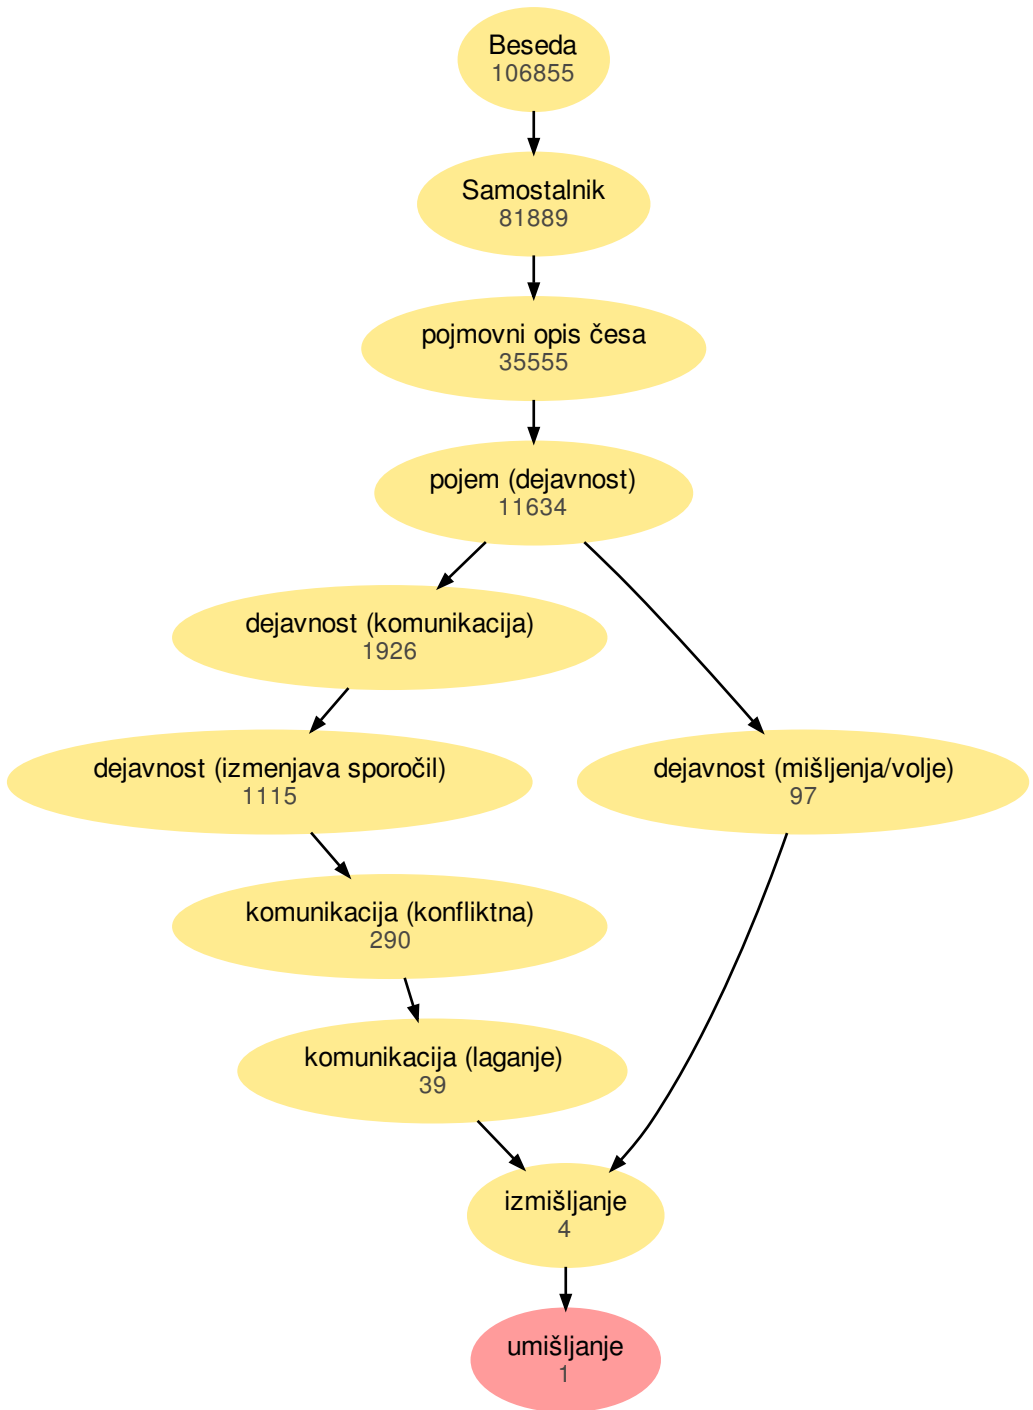 Beseda
106855
Samostalnik
81889
pojmovni opis česa
35555
pojem (dejavnost)
11634
dejavnost (komunikacija)
1926
dejavnost (izmenjava sporočil)
1115
dejavnost (mišljenja/volje)
97
komunikacija (konfliktna)
290
komunikacija (laganje)
39
izmišljanje
4
umišljanje
1